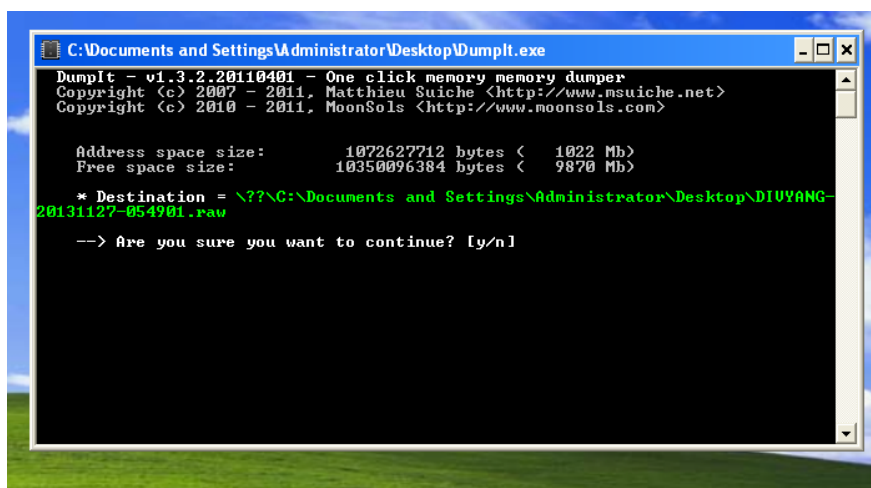 C:\Documents and Settings\Administrator\Desktop\DumpIt.exe
DumpIt - v1.3.2.20110401 - One click memory memory dumper
Copyright (c) 2007 - 2011, Matthieu Suiche <http://www.msuiche.net>
Copyright (c) 2010 - 2011, MoonSols <http://www.moonsols.com>
Address space size: 1072627712 bytes ( 1022 Mb)
Free space size: 10350096384 bytes ( 9870 Mb)
* Destination = \??\C:\Documents and Settings\Administrator\Desktop\DIVYANG-
20131127-054901.raw
--> Are you sure you want to continue? [y/n]